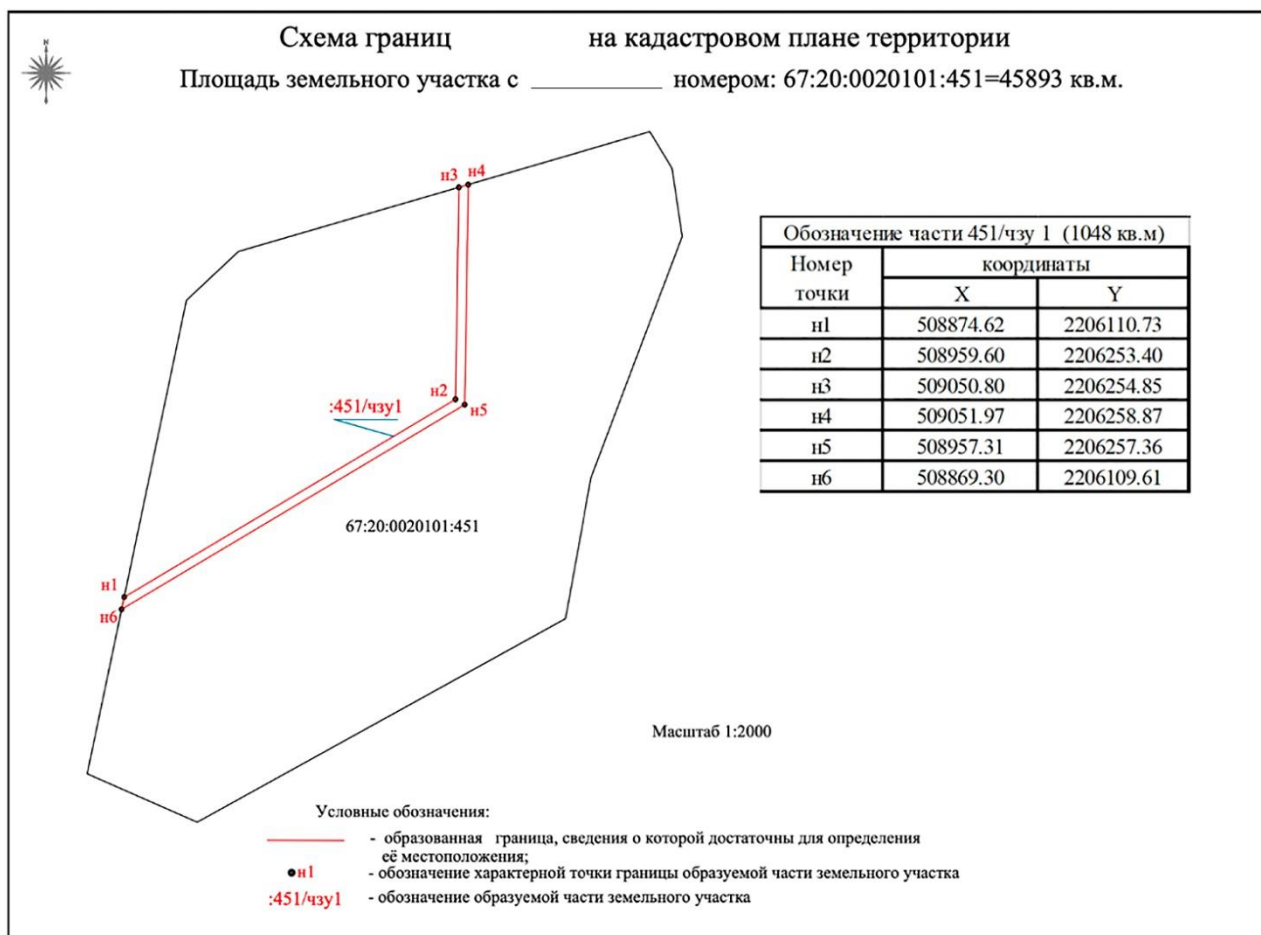 Схема границ на кадастровом плане территории
Площадь земельного участка с __________ номером: 67:20:0020101:451=45893 кв.м.
N
н3
н4
Обозначение части 451/чзу 1 (1048 кв.м)
Номер точки
координаты
X Y
н1 508874.62 2206110.73
н2 508959.60 2206253.40
н3 509050.80 2206254.85
н4 509051.97 2206258.87
н5 508957.31 2206257.36
н6 508869.30 2206109.61
н2
:451/чзу1
н5
67:20:0020101:451
н1
н6
Масштаб 1:2000
Условные обозначения:
- образованная граница, сведения о которой достаточны для определения
её местоположения;
н1 - обозначение характерной точки границы образуемой части земельного участка
:451/чзу1 - обозначение образуемой части земельного участка